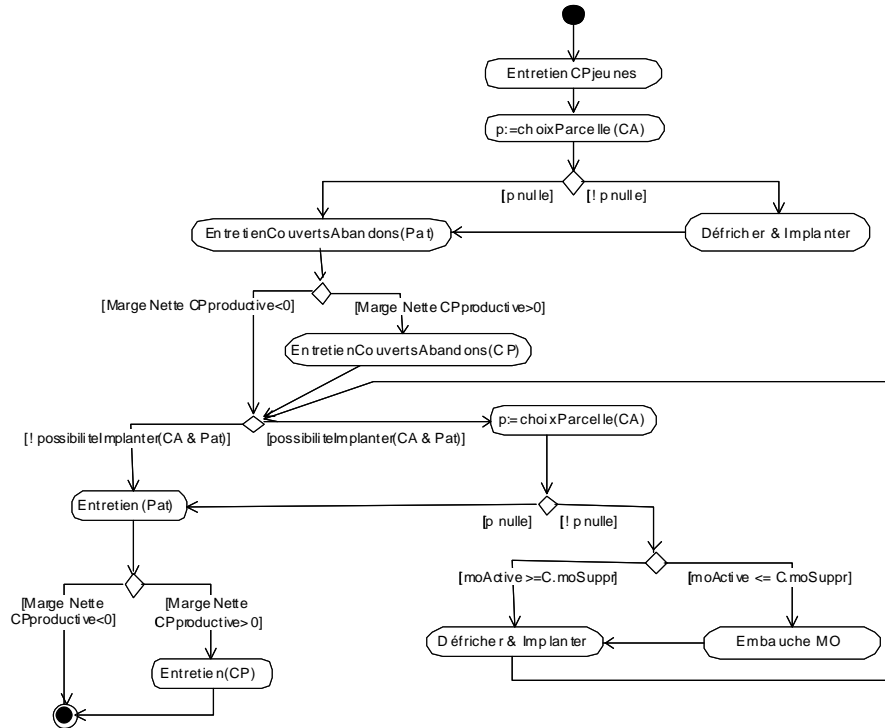 EntretienCPjeunes
p:=choixParcelle(CA)
[p nulle] [! p nulle]
EntretienCouvertsAbandons(Pat)
Défricher & Implanter
[Marge Nette CPproductive<0]
[Marge Nette CPproductive>0]
EntretienCouvertsAbandons(CP)
p:=choixParcelle(CA)
[! possibiliteImplanter(CA & Pat)]
[possibiliteImplanter(CA & Pat)]
Entretien(Pat)
[p nulle] [! p nulle]
[moActive >=C.moSuppr]
[moActive <= C.moSuppr]
[Marge Nette
CPproductive<0]
[Marge Nette
CPproductive>0]
Défricher & Implanter
Embauche MO
Entretien(CP)